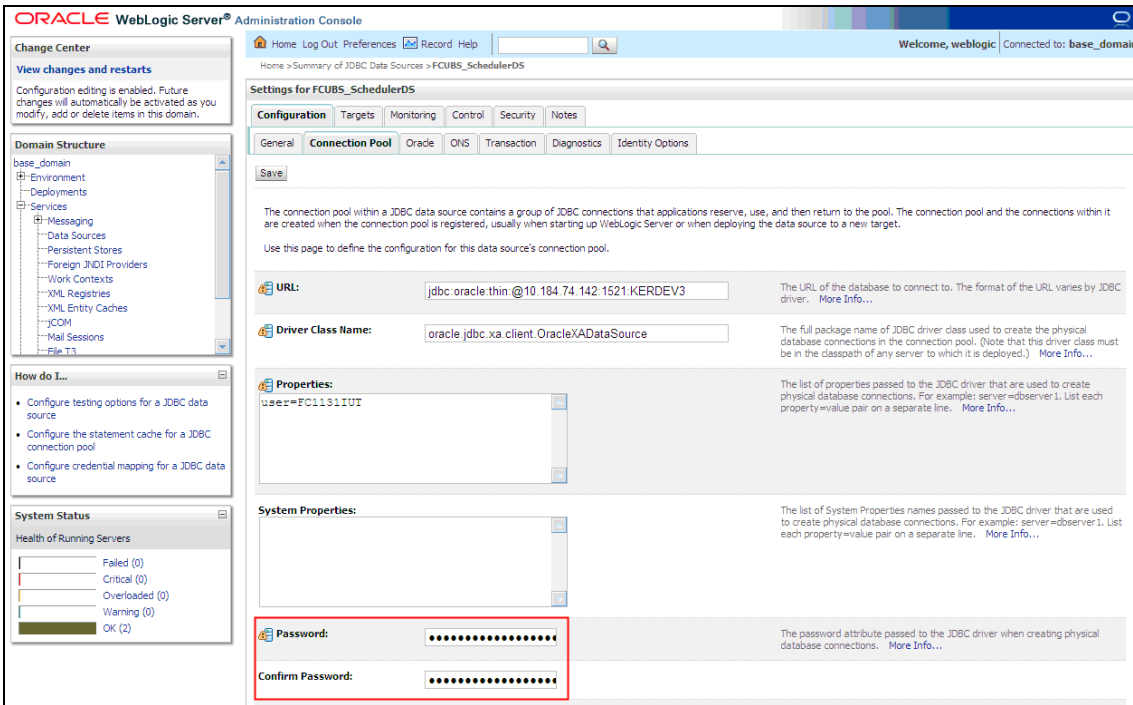 ORACLE WebLogic Server® Administration Console
Change Center
View changes and restarts
Configuration editing is enabled. Future
changes will automatically be activated as you
modify, add or delete items in this domain.
Domain Structure
base_domain
Environment
Deployments
Services
Messaging
Data Sources
Persistent Stores
Foreign JNDI Providers
Work Contexts
XML Registries
XML Entity Caches
jCOM
Mail Sessions
File T3
How do I...
Configure testing options for a JDBC data
source
Configure the statement cache for a JDBC
connection pool
Configure credential mapping for a JDBC data
source
System Status
Health of Running Servers
Failed (0)
Critical (0)
Overloaded (0)
Warning (0)
OK (2)
Home Log Out Preferences Record Help
Welcome, weblogic Connected to: base_domain
Home >Summary of JDBC Data Sources >FCUBS_SchedulerDS
Settings for FCUBS_SchedulerDS
Configuration Targets Monitoring Control Security Notes
General Connection Pool Oracle ONS Transaction Diagnostics Identity Options
Save
The connection pool within a JDBC data source contains a group of JDBC connections that applications reserve, use, and then return to the pool. The connection pool and the connections within it
are created when the connection pool is registered, usually when starting up WebLogic Server or when deploying the data source to a new target.
Use this page to define the configuration for this data source's connection pool.
URL:
jdbc:oracle:thin:@10.184.74.142:1521:KERDEV3
The URL of the database to connect to. The format of the URL varies by JDBC
driver. More Info...
Driver Class Name:
oracle.jdbc.xa.client.OracleXADataSource
The full package name of JDBC driver class used to create the physical
database connections in the connection pool. (Note that this driver class must
be in the classpath of any server to which it is deployed.) More Info...
Properties:
user=FC1131IUT
The list of properties passed to the JDBC driver that are used to create
physical database connections. For example: server=dbserver1. List each
property=value pair on a separate line. More Info...
System Properties:
The list of System Properties names passed to the JDBC driver that are used
to create physical database connections. For example: server=dbserver1. List
each property=value pair on a separate line. More Info...
Password:
The password attribute passed to the JDBC driver when creating physical
database connections. More Info...
Confirm Password: